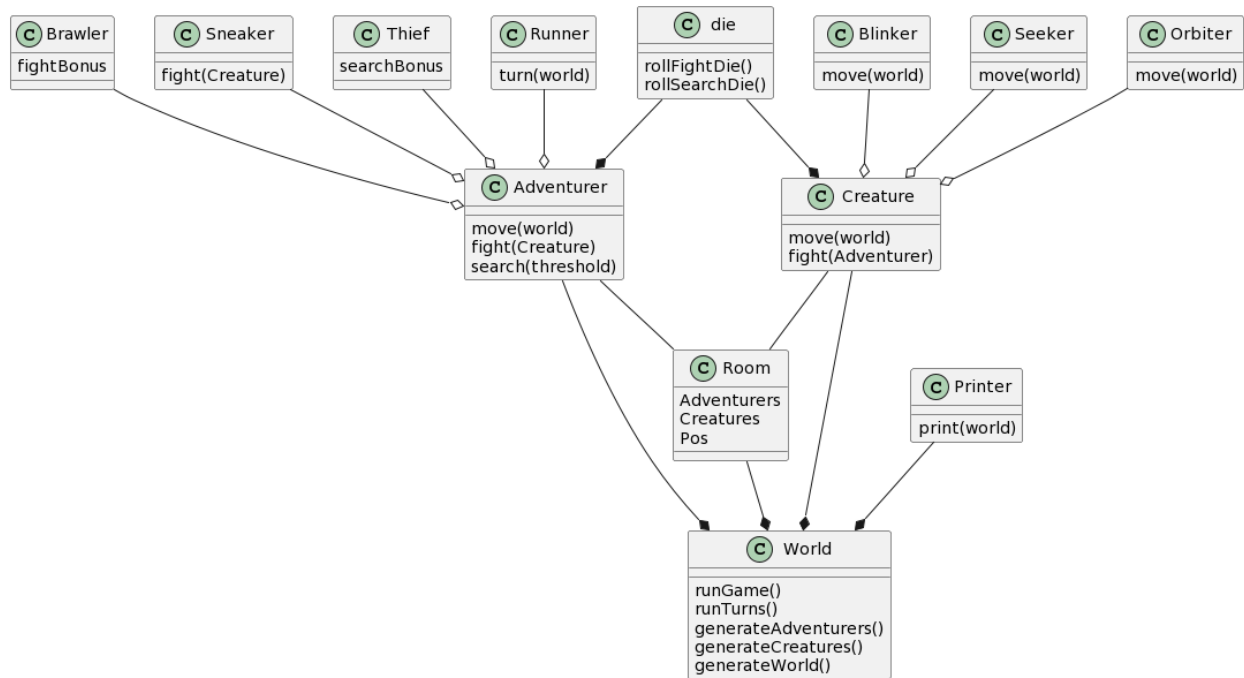 C Brawler
fightBonus
C Sneaker
fight(Creature)
C Thief
searchBonus
C Runner
turn(world)
C die
rollFightDie()
rollSearchDie()
C Blinker
move(world)
C Seeker
move(world)
C Orbiter
move(world)
C Adventurer
move(world)
fight(Creature)
search(threshold)
C Creature
move(world)
fight(Adventurer)
C Room
Adventurers
Creatures
Pos
C Printer
print(world)
C World
runGame()
runTurns()
generateAdventurers()
generateCreatures()
generateWorld()